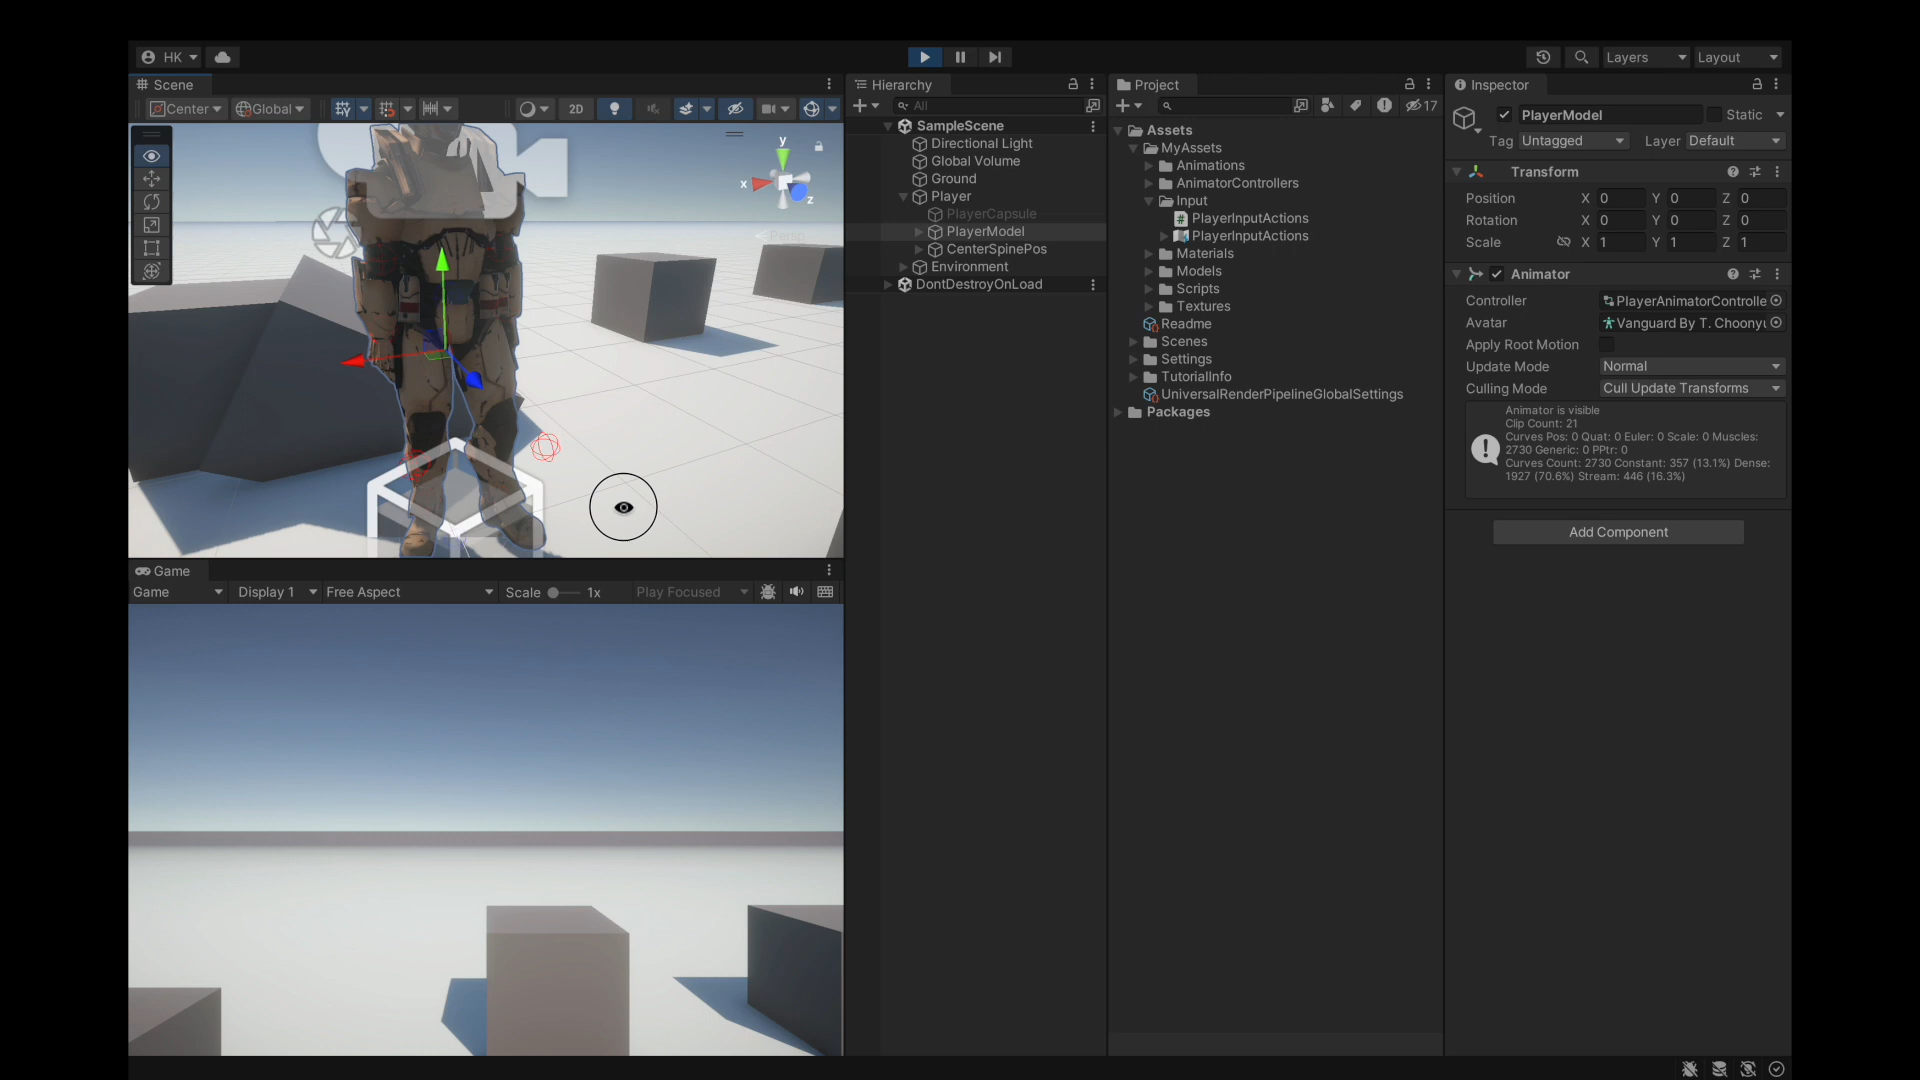 HK
Layers
Layout
Scene
Center
Global
2D
y
x
z
Persp
Game
Game
Display 1
Free Aspect
Scale
1x
Play Focused
Hierarchy
All
SampleScene
Directional Light
Global Volume
Ground
Player
PlayerCapsule
PlayerModel
CenterSpinePos
Environment
DontDestroyOnLoad
Project
17
Assets
MyAssets
Animations
AnimatorControllers
Input
PlayerInputActions
PlayerInputActions
Materials
Models
Scripts
Textures
Readme
Scenes
Settings
TutorialInfo
UniversalRenderPipelineGlobalSettings
Packages
Inspector
PlayerModel
Static
Tag Untagged Layer Default
Transform
Position X 0 Y 0 Z 0
Rotation X 0 Y 0 Z 0
Scale X 1 Y 1 Z 1
Animator
Controller PlayerAnimatorControlle
Avatar Vanguard By T. Choonyu
Apply Root Motion
Update Mode Normal
Culling Mode Cull Update Transforms
Animator is visible
Clip Count: 21
Curves Pos: 0 Quat: 0 Euler: 0 Scale: 0 Muscles:
2730 Generic: 0 PPtr: 0
Curves Count: 2730 Constant: 357 (13.1%) Dense:
1927 (70.6%) Stream: 446 (16.3%)
Add Component